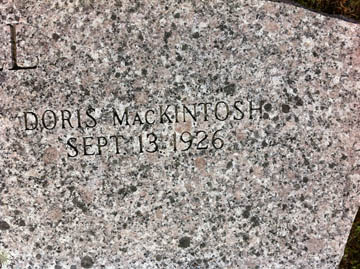 L
DORIS MacKINTOSH
SEPT. 13, 1926